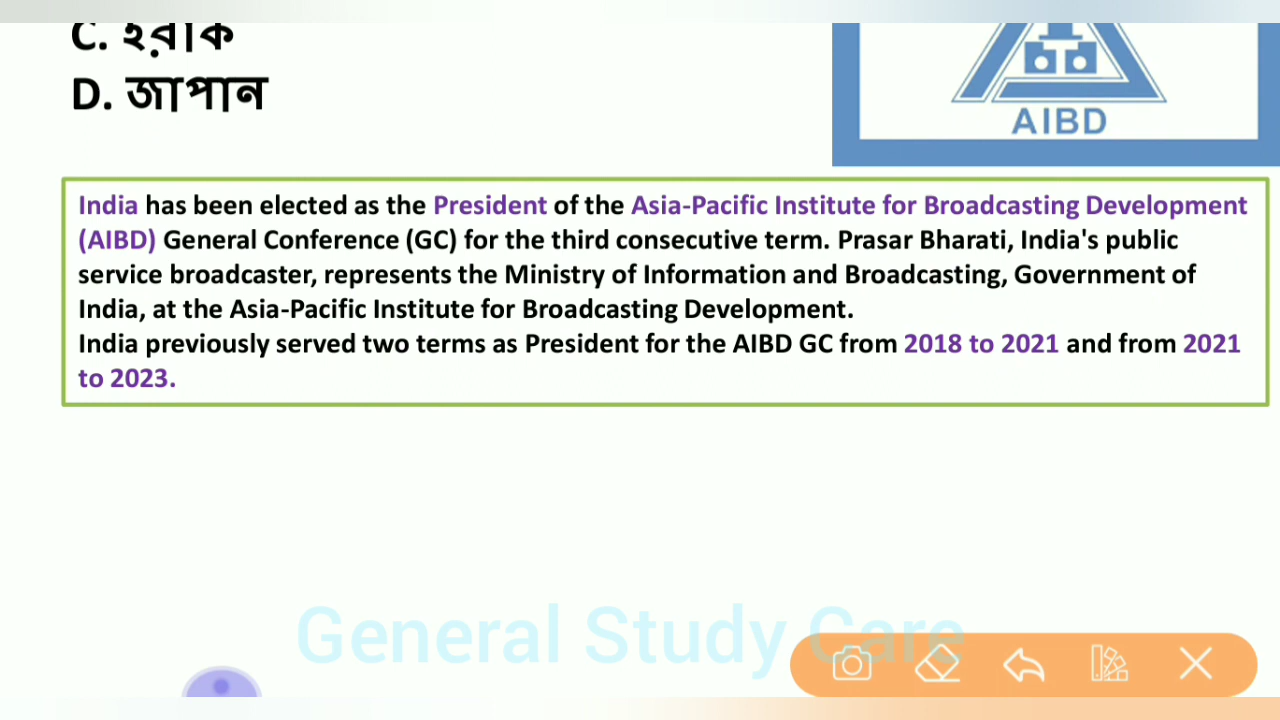 C. ইরাক
D. জাপান
AIBD
India has been elected as the President of the Asia-Pacific Institute for Broadcasting Development
(AIBD) General Conference (GC) for the third consecutive term. Prasar Bharati, India's public
service broadcaster, represents the Ministry of Information and Broadcasting, Government of
India, at the Asia-Pacific Institute for Broadcasting Development.
India previously served two terms as President for the AIBD GC from 2018 to 2021 and from 2021
to 2023.
General Study Care